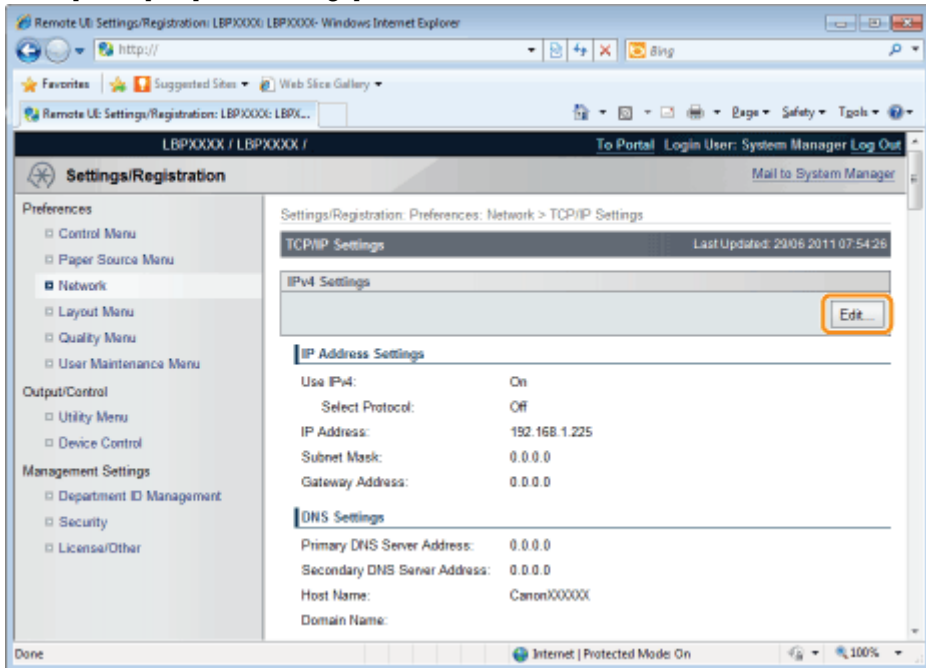 Remote UI: Settings/Registration: LBPXXXX: LBPXXXX- Windows Internet Explorer
http://
Bing
Favorites Suggested Sites Web Slice Gallery
Remote UI: Settings/Registration: LBPXXXX: LBPX...
Page Safety Tools
LBPXXXX / LBPXXXX / To Portal Login User: System Manager Log Out
Settings/Registration Mail to System Manager
Preferences
Control Menu
Paper Source Menu
Network
Layout Menu
Quality Menu
User Maintenance Menu
Output/Control
Utility Menu
Device Control
Management Settings
Department ID Management
Security
License/Other
Settings/Registration: Preferences: Network > TCP/IP Settings
TCP/IP Settings Last Updated: 29/06 2011 07:54:26
IPv4 Settings
Edit...
IP Address Settings
Use IPv4: On
Select Protocol: Off
IP Address: 192.168.1.225
Subnet Mask: 0.0.0.0
Gateway Address: 0.0.0.0
DNS Settings
Primary DNS Server Address: 0.0.0.0
Secondary DNS Server Address: 0.0.0.0
Host Name: CanonXXXXXX
Domain Name:
Done Internet | Protected Mode: On 100%